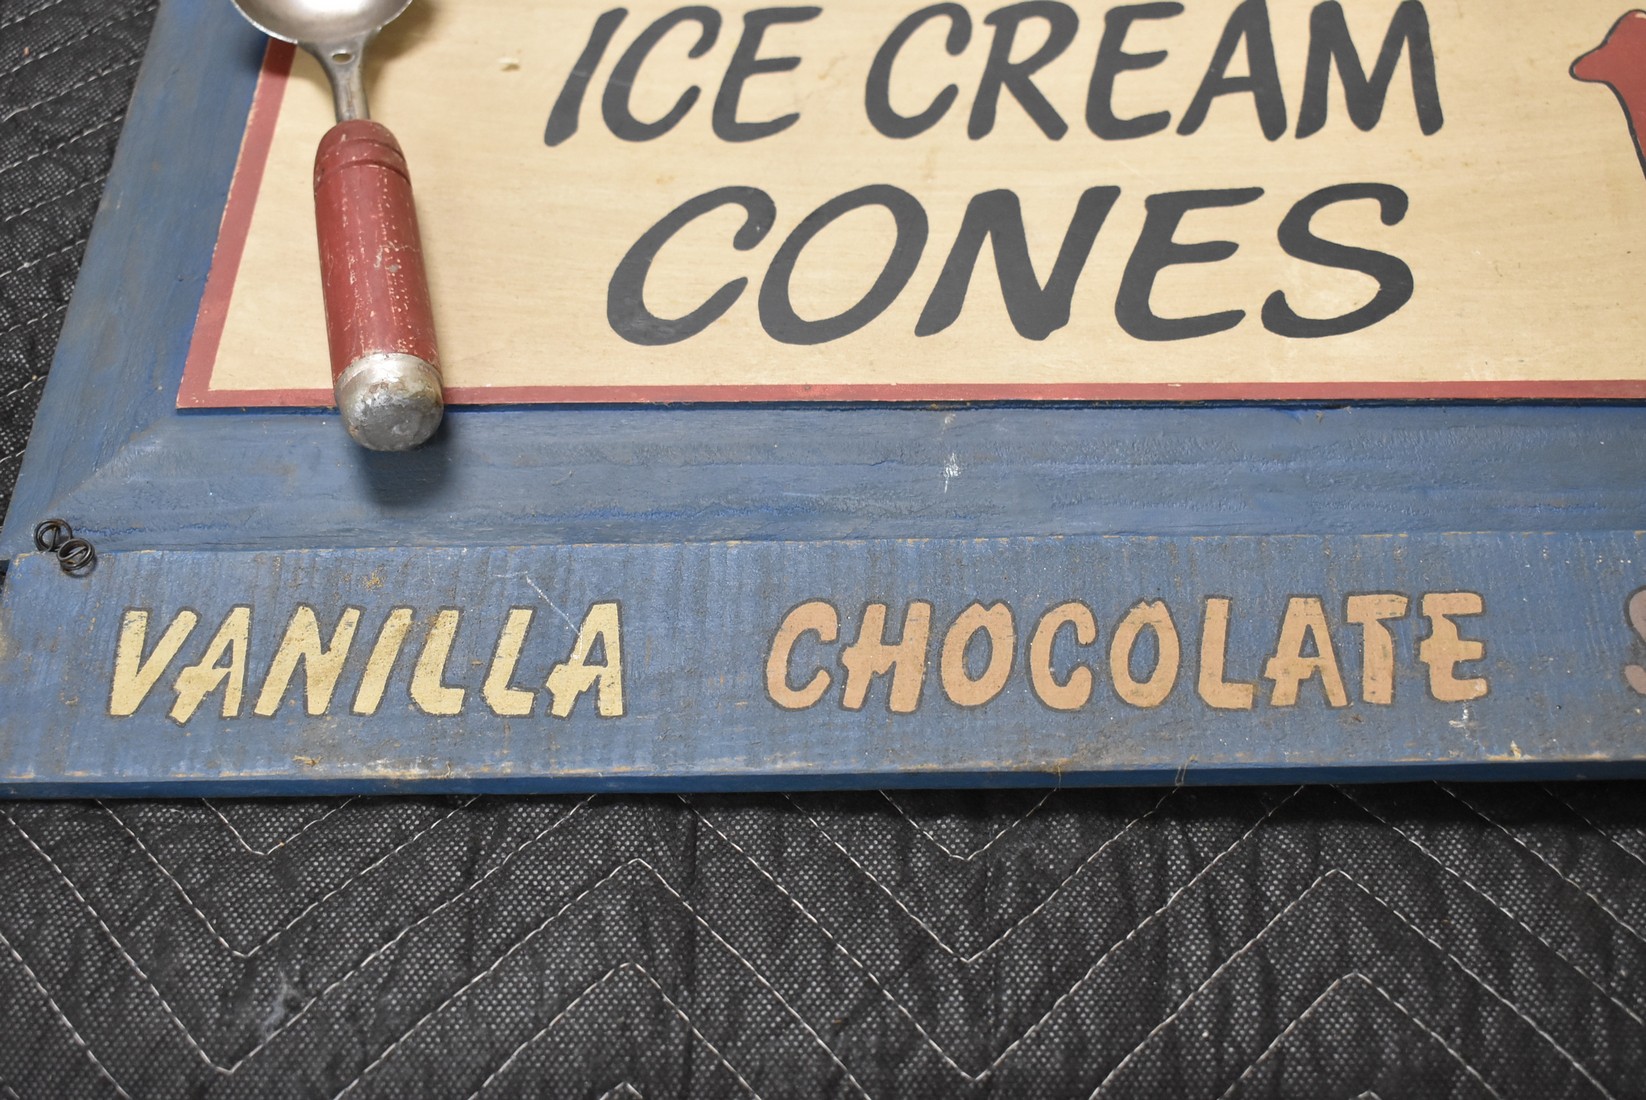 ICE CREAM
CONES
VANILLA CHOCOLATE S